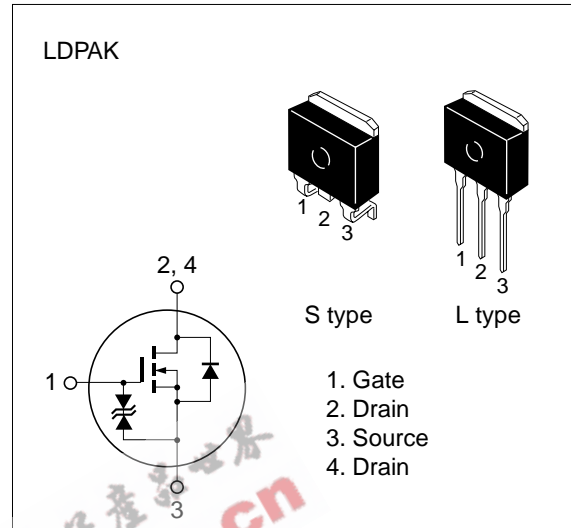 LDPAK
1 2 3
1 2 3
2, 4
1
3
S type
L type
1. Gate
2. Drain
3. Source
4. Drain
.cn